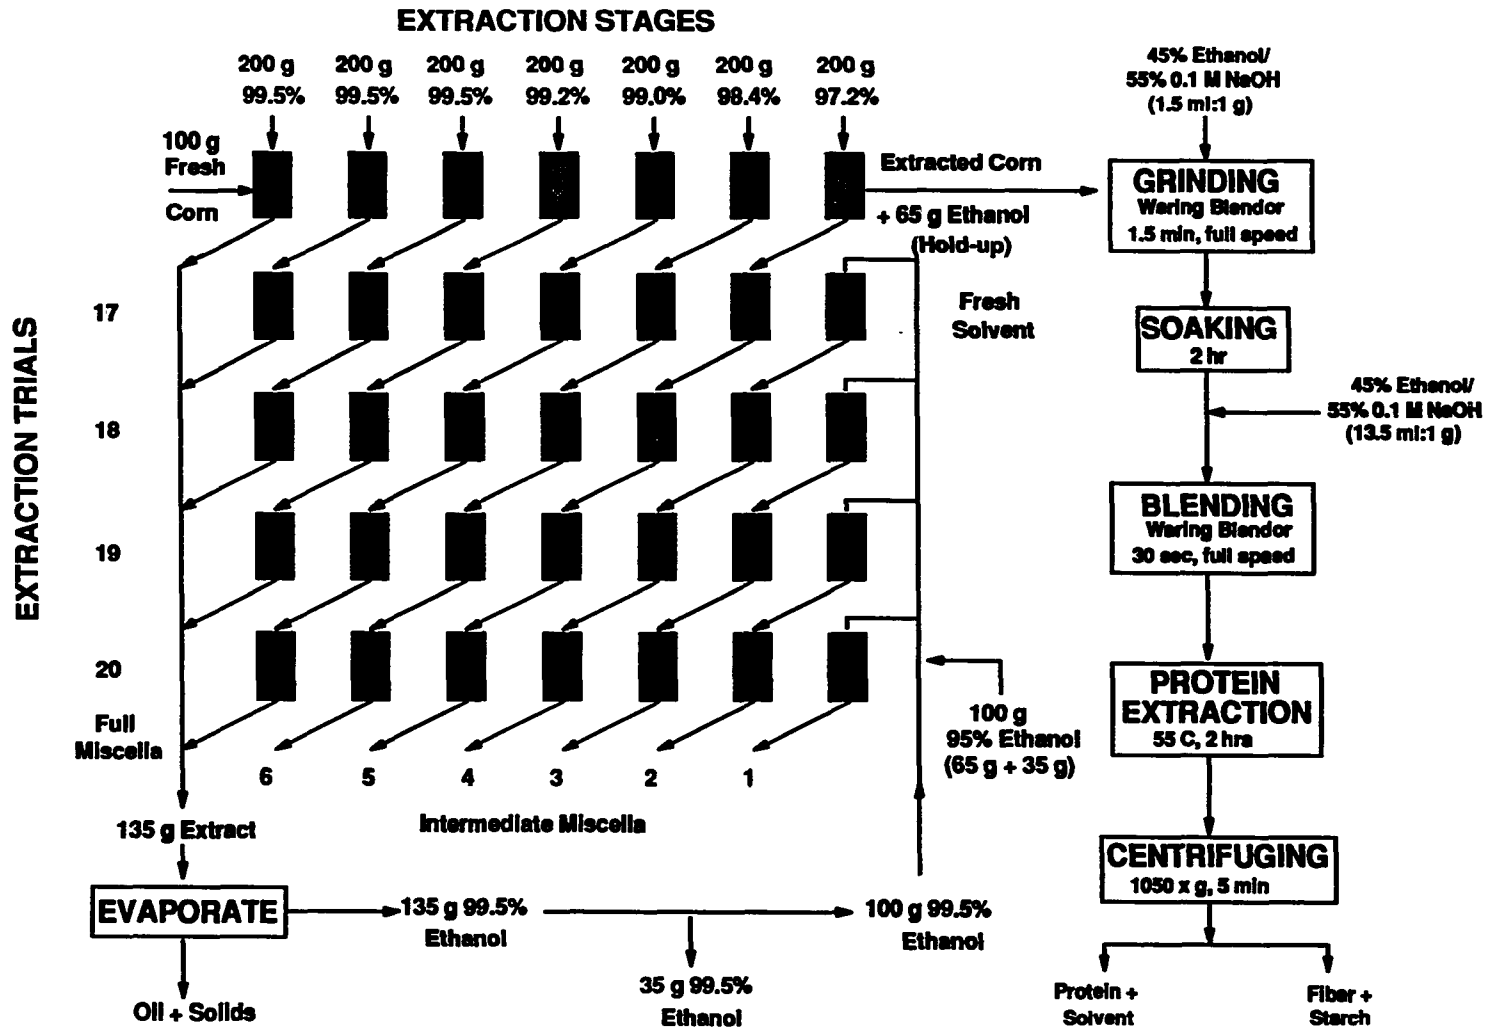 EXTRACTION STAGES
200 g 200 g 200 g 200 g 200 g 200 g 200 g
99.5% 99.5% 99.5% 99.2% 99.0% 98.4% 97.2%
100 g
Fresh
Corn
Extracted Corn
+ 65 g Ethanol
(Hold-up)
Fresh
Solvent
EXTRACTION TRIALS
17
18
19
20
Full
Miscella
6 5 4 3 2 1
Intermediate Miscella
100 g
95% Ethanol
(65 g + 35 g)
135 g Extract
EVAPORATE
135 g 99.5%
Ethanol
100 g 99.5%
Ethanol
35 g 99.5%
Ethanol
Oil + Solids
45% Ethanol/
55% 0.1 M NaOH
(1.5 ml:1 g)
GRINDING
Waring Blendor
1.5 min, full speed
SOAKING
2 hr
45% Ethanol/
55% 0.1 M NaOH
(13.5 ml:1 g)
BLENDING
Waring Blendor
30 sec, full speed
PROTEIN
EXTRACTION
55 C, 2 hrs
CENTRIFUGING
1050 x g, 5 min
Protein +
Solvent
Fiber +
Starch